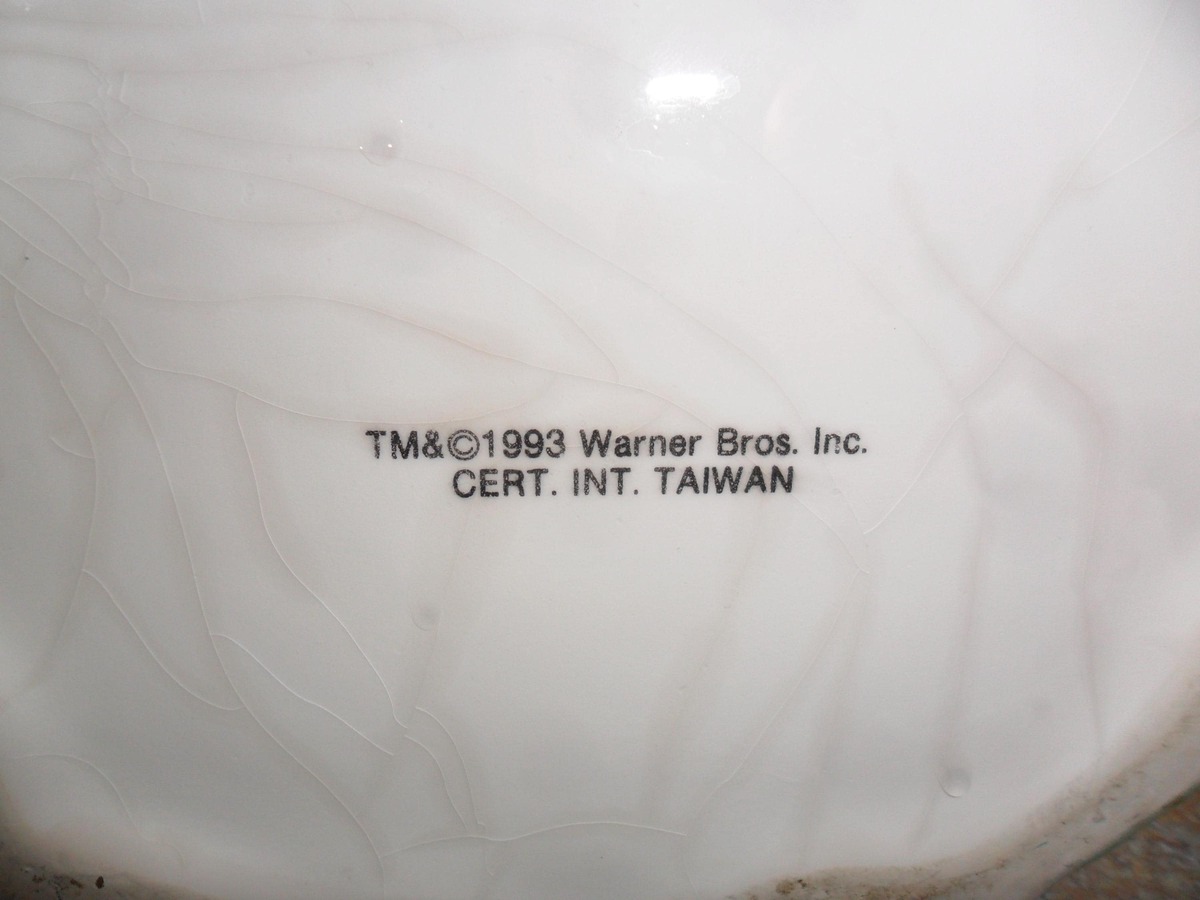 TM&©1993 Warner Bros. Inc.
CERT. INT. TAIWAN